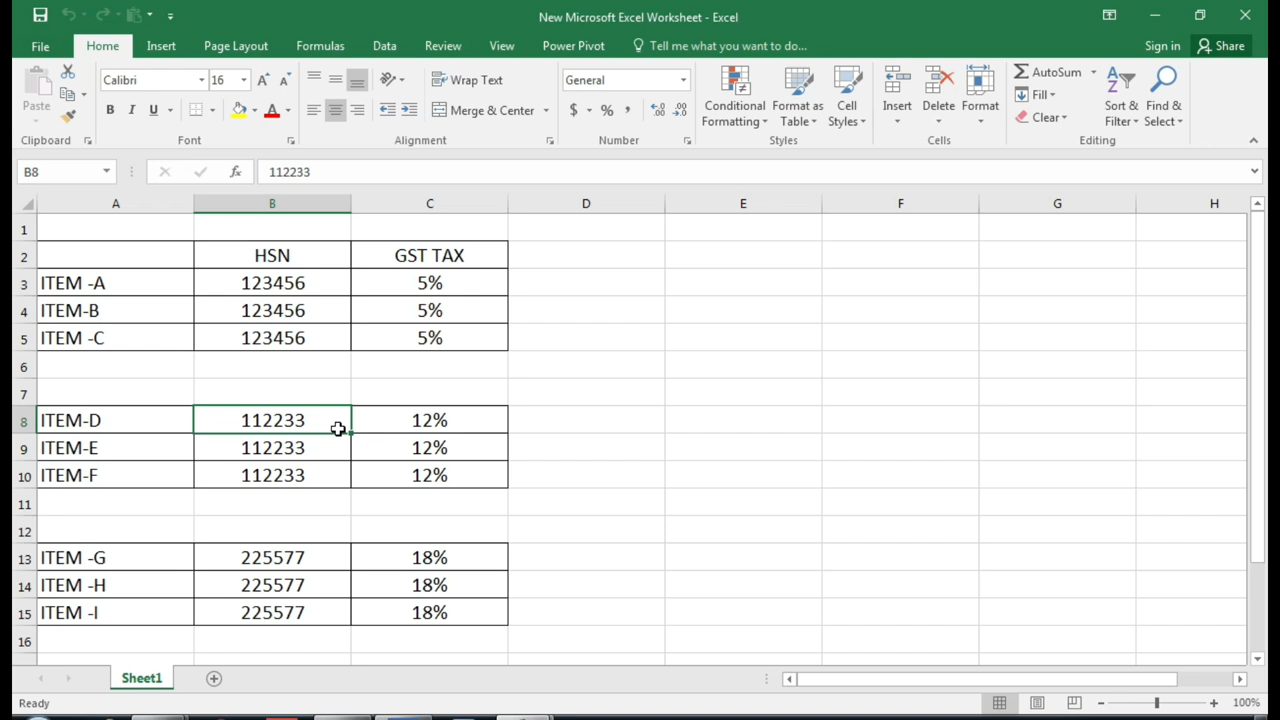 New Microsoft Excel Worksheet - Excel
File Home Insert Page Layout Formulas Data Review View Power Pivot Tell me what you want to do... Sign in Share
Calibri 16 A A Wrap Text General AutoSum
Paste Fill
B I U A Merge & Center $ % , Conditional Formatting Format as Table Cell Styles Insert Delete Format Clear Sort & Filter Find & Select
Clipboard Font Alignment Number Styles Cells Editing
B8 fx 112233
A B C D E F G H
1
2 HSN GST TAX
3 ITEM -A 123456 5%
4 ITEM-B 123456 5%
5 ITEM -C 123456 5%
6
7
8 ITEM-D 112233 12%
9 ITEM-E 112233 12%
10 ITEM-F 112233 12%
11
12
13 ITEM -G 225577 18%
14 ITEM -H 225577 18%
15 ITEM -I 225577 18%
16
Sheet1
Ready 100%